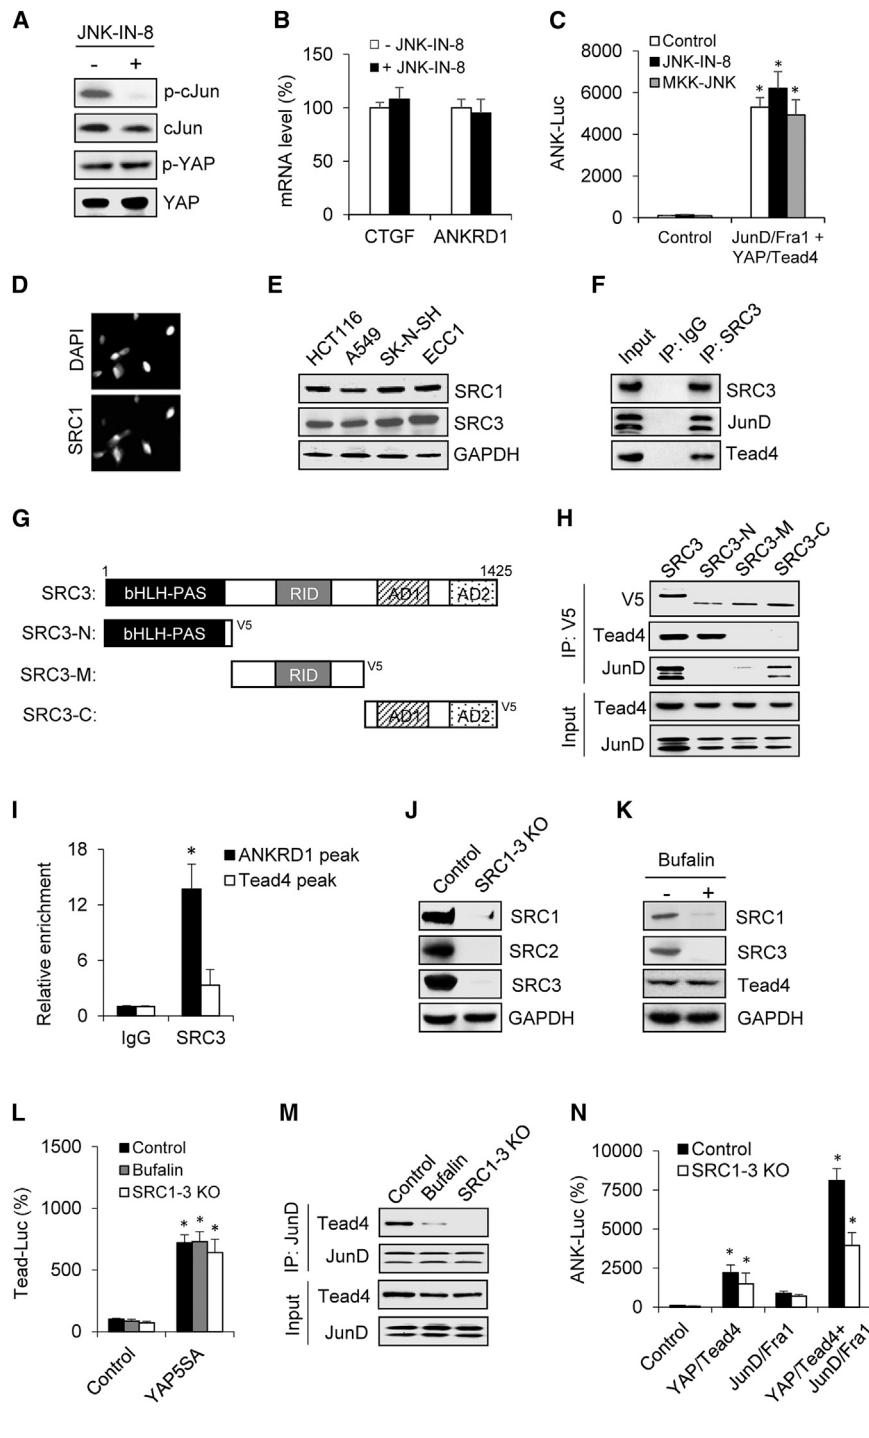 A
JNK-IN-8
- +
p-cJun
cJun
p-YAP
YAP
B
- JNK-IN-8
+ JNK-IN-8
mRNA level (%)
150
100
50
0
CTGF ANKRD1
C
Control
JNK-IN-8
MKK-JNK
ANK-Luc
8000
6000
4000
2000
0
* * *
Control JunD/Fra1 +
YAP/Tead4
D
DAPI
SRC1
E
HCT116 A549 SK-N-SH ECC1
SRC1
SRC3
GAPDH
F
Input IP: IgG IP: SRC3
SRC3
JunD
Tead4
G
1 1425
SRC3: bHLH-PAS RID AD1 AD2
SRC3-N: bHLH-PAS V5
SRC3-M: RID V5
SRC3-C: AD1 AD2 V5
H
SRC3 SRC3-N SRC3-M SRC3-C
IP: V5
V5
Tead4
JunD
Input
Tead4
JunD
I
Relative enrichment
18
12
6
0
*
ANKRD1 peak
Tead4 peak
IgG SRC3
J
Control SRC1-3 KO
SRC1
SRC2
SRC3
GAPDH
K
Bufalin
- +
SRC1
SRC3
Tead4
GAPDH
L
Tead-Luc (%)
1500
1000
500
0
Control
Bufalin
SRC1-3 KO
* * *
Control YAP5SA
M
Control Bufalin SRC1-3 KO
IP: JunD
Tead4
JunD
Input
Tead4
JunD
N
ANK-Luc (%)
10000
7500
5000
2500
0
Control
SRC1-3 KO
* * * *
Control YAP/Tead4 JunD/Fra1 YAP/Tead4+
JunD/Fra1